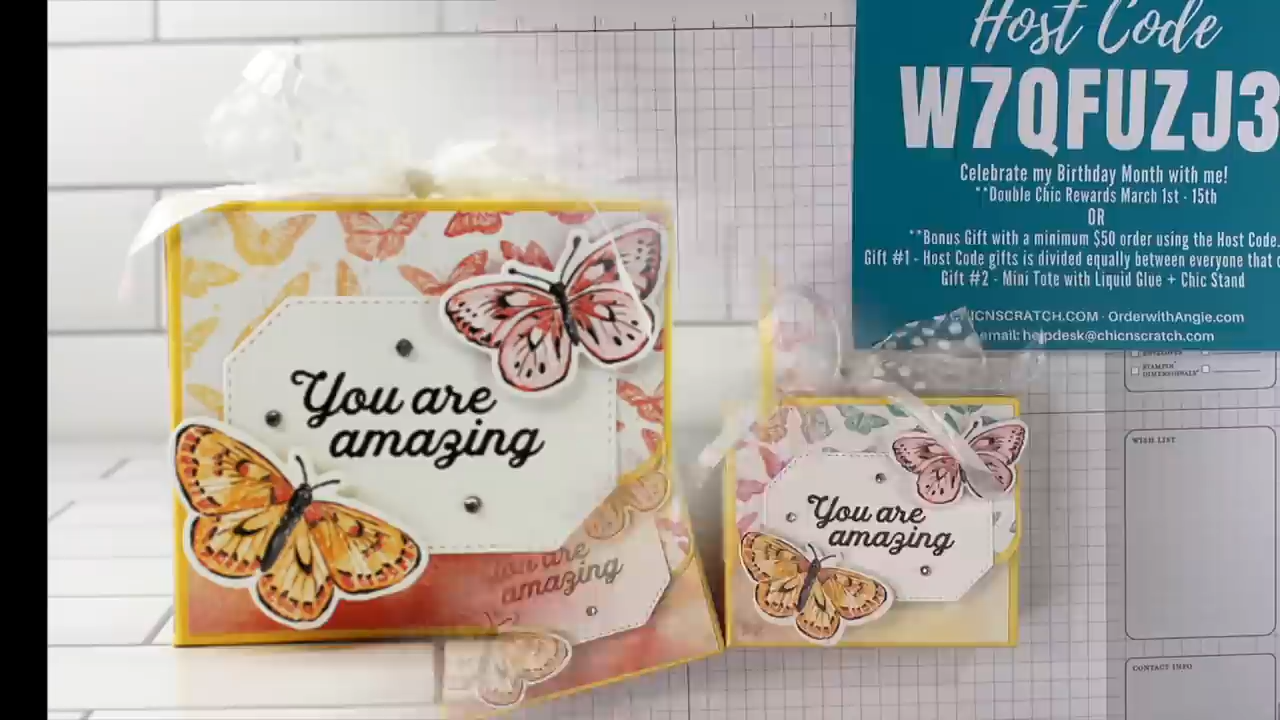 Host Code
W7QFUZJ3
Celebrate my Birthday Month with me!
**Double Chic Rewards March 1st - 15th
OR
**Bonus Gift with a minimum $50 order using the Host Code
Gift #1 - Host Code gifts is divided equally between everyone that
Gift #2 - Mini Tote with Liquid Glue + Chic Stand
CHICNSCRATCH.COM · OrderwithAngie.com
email: helpdesk@chicnscratch.com
You are
amazing
You are
amazing
You are
amazing
ENVELOPES
STAMPIN'
DIMENSIONALS
WISH LIST
CONTACT INFO